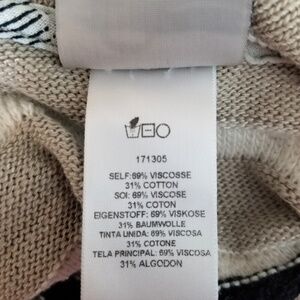 171305
SELF: 69% VISCOSSE
31% COTTON
SOI: 69% VISCOSE
31% COTON
EIGENSTOFF: 69% VISKOSE
31% BAUMWOLLE
TINTA UNIDA: 69% VISCOSA
31% COTONE
TELA PRINCIPAL: 69% VISCOSA
31% ALGODON